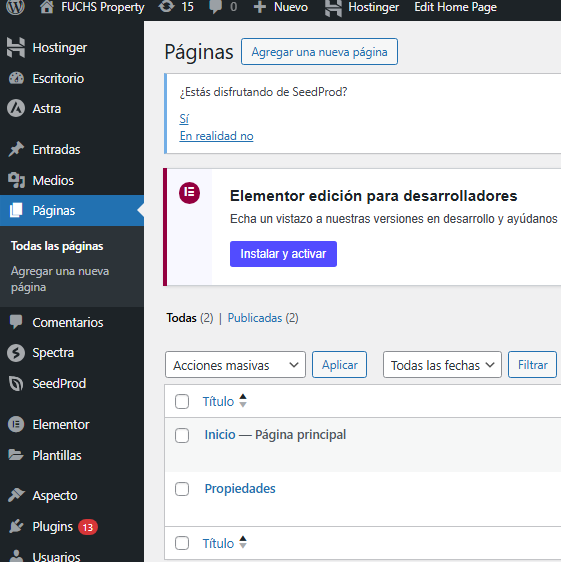 FUCHS Property 15 0 Nuevo Hostinger Edit Home Page
Hostinger
Escritorio
Astra
Entradas
Medios
Páginas
Todas las páginas
Agregar una nueva
página
Comentarios
Spectra
SeedProd
Elementor
Plantillas
Aspecto
Plugins 13
Usuarios
Páginas Agregar una nueva página
¿Estás disfrutando de SeedProd?
Sí
En realidad no
Elementor edición para desarrolladores
Echa un vistazo a nuestras versiones en desarrollo y ayúdanos
Instalar y activar
Todas (2) | Publicadas (2)
Acciones masivas Aplicar Todas las fechas Filtrar
Título
Inicio — Página principal
Propiedades
Título